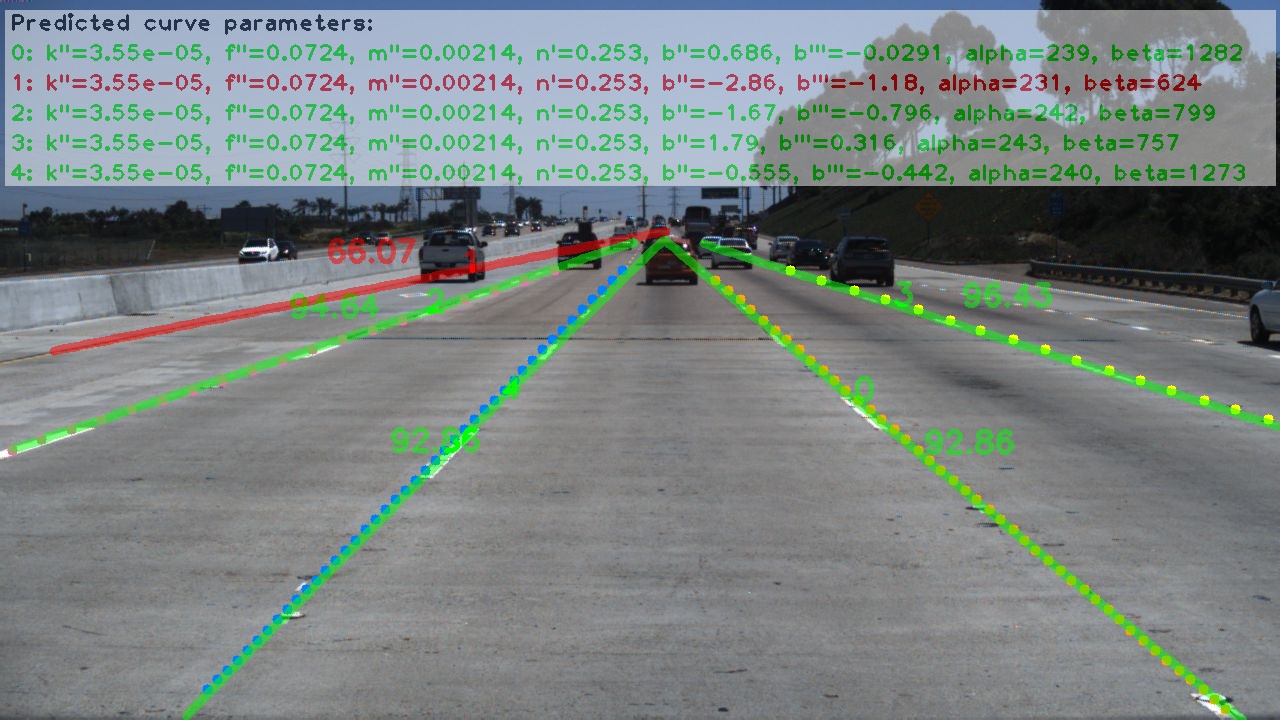 Predicted curve parameters:
0: k"=3.55e-05, f"=0.0724, m"=0.00214, n'=0.253, b"=0.686, b'''=-0.0291, alpha=239, beta=1282
1: k"=3.55e-05, f"=0.0724, m"=0.00214, n'=0.253, b"=-2.86, b'''=-1.18, alpha=231, beta=624
2: k"=3.55e-05, f"=0.0724, m"=0.00214, n'=0.253, b"=-1.67, b'''=-0.796, alpha=242, beta=799
3: k"=3.55e-05, f"=0.0724, m"=0.00214, n'=0.253, b"=1.79, b'''=0.316, alpha=243, beta=757
4: k"=3.55e-05, f"=0.0724, m"=0.00214, n'=0.253, b"=-0.555, b'''=-0.442, alpha=240, beta=1273
66.07 1
94.64 2
3 96.43
4 0
92.86